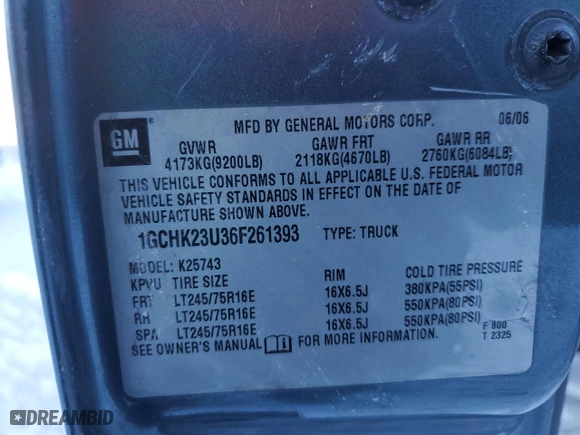 GM
®
MFD BY GENERAL MOTORS CORP. 06/06
GVWR GAWR FRT GAWR RR
4173KG(9200LB) 2118KG(4670LB) 2760KG(6084LB)
THIS VEHICLE CONFORMS TO ALL APPLICABLE U.S. FEDERAL MOTOR
VEHICLE SAFETY STANDARDS IN EFFECT ON THE DATE OF
MANUFACTURE SHOWN ABOVE.
1GCHK23U36F261393 TYPE: TRUCK
MODEL: K25743
KPVU TIRE SIZE RIM COLD TIRE PRESSURE
FRT LT245/75R16E 16X6.5J 380KPA(55PSI)
RR LT245/75R16E 16X6.5J 550KPA(80PSI)
SPA LT245/75R16E 16X6.5J 550KPA(80PSI)
SEE OWNER'S MANUAL i FOR MORE INFORMATION. F 800
T 2325
DREAMBID